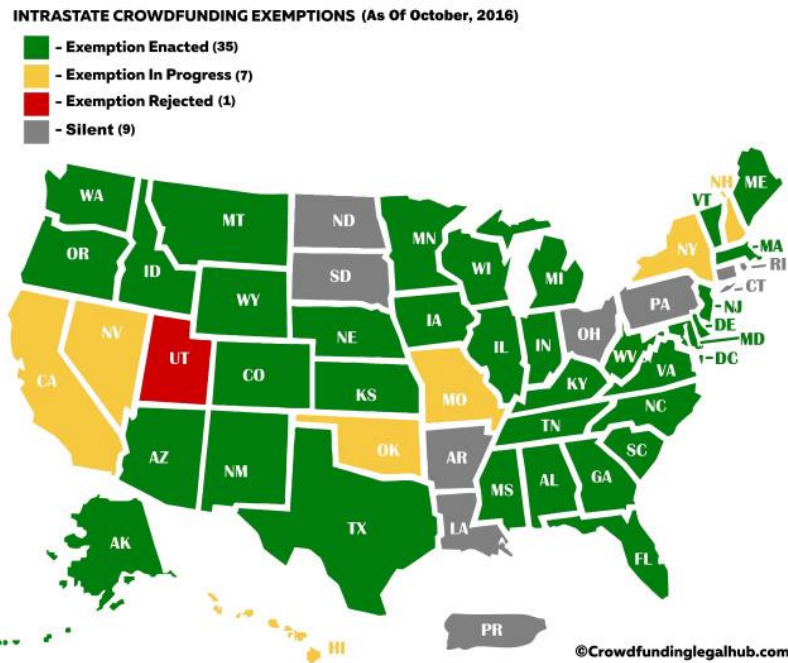 INTRASTATE CROWDFUNDING EXEMPTIONS (As Of October, 2016)
- Exemption Enacted (35)
- Exemption In Progress (7)
- Exemption Rejected (1)
- Silent (9)
WA
MT
ND
MN
VT
NH
ME
OR
ID
SD
WI
MI
NY
MA
RI
CT
WY
IA
PA
NJ
NV
NE
IL
IN
OH
DE
MD
CA
UT
CO
KS
MO
KY
WV
VA
DC
AZ
NM
OK
AR
TN
NC
SC
MS
AL
GA
TX
LA
AK
FL
HI
PR
©Crowdfundinglegalhub.com